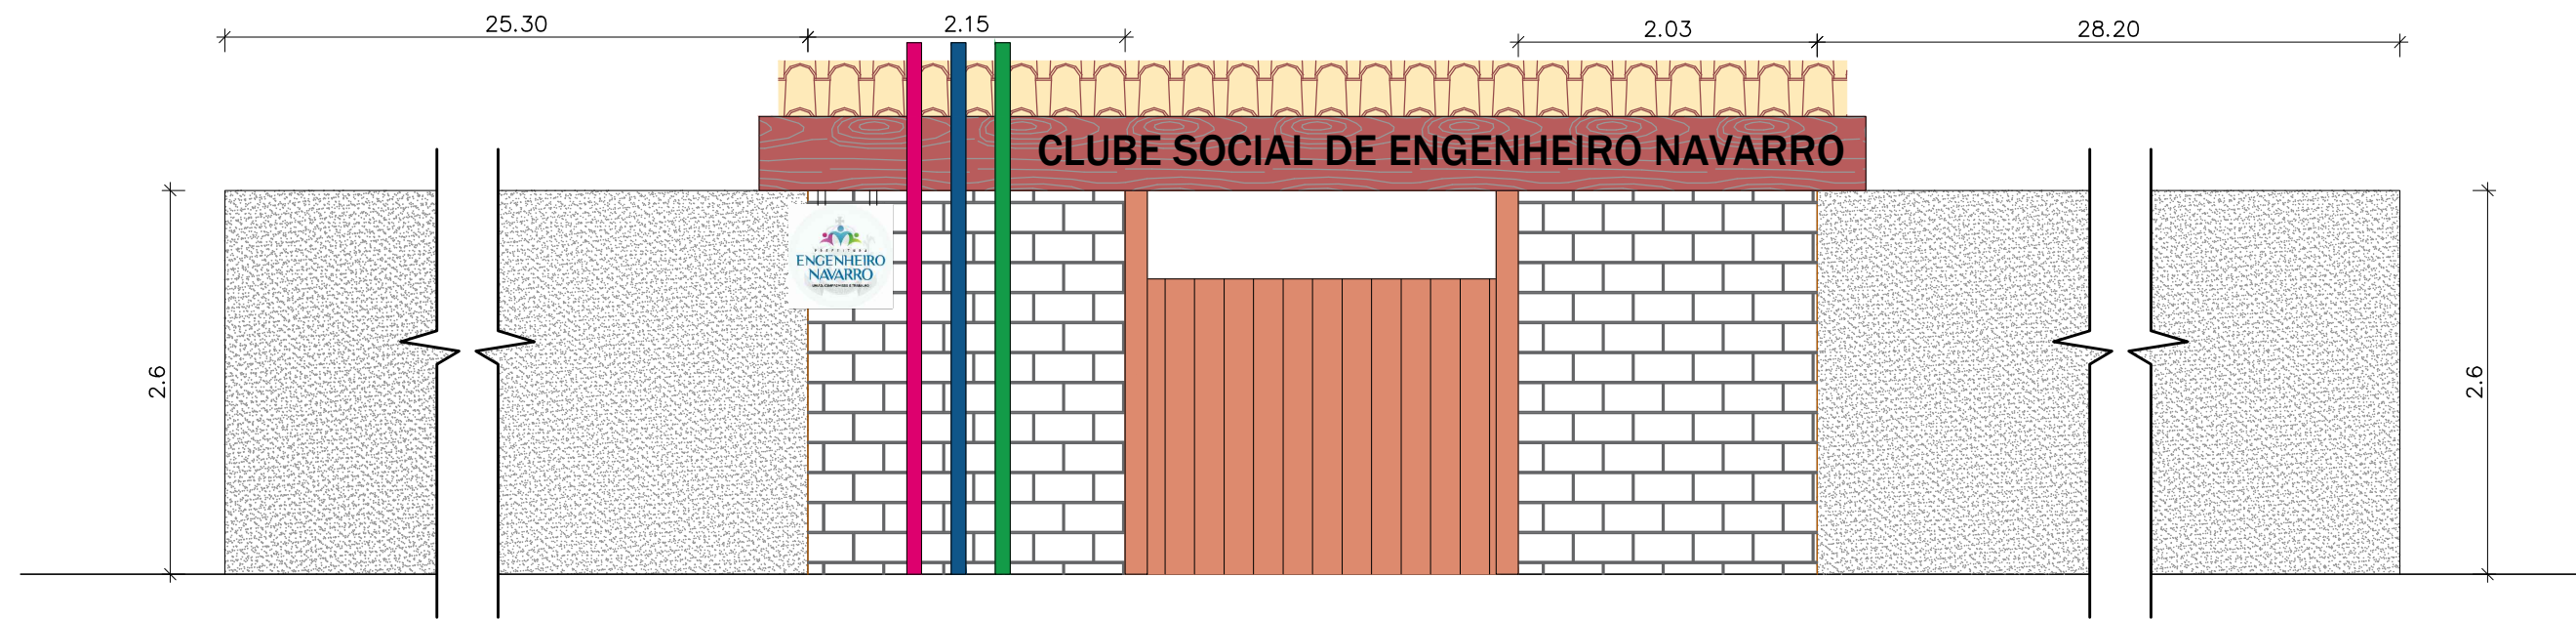 25.30
2.15
2.03
28.20
CLUBE SOCIAL DE ENGENHEIRO NAVARRO
PREFEITURA
ENGENHEIRO
NAVARRO
2.6
2.6